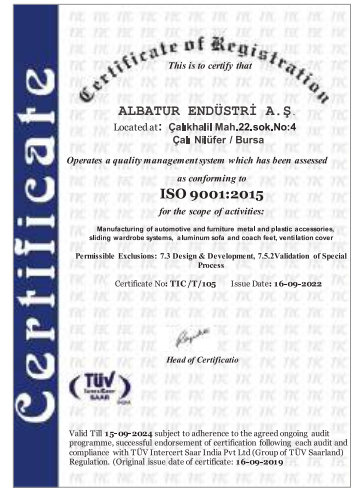 Certificate
Certificate of Registration
This is to certify that
ALBATUR ENDÜSTRİ A.Ş.
Located at: Çalıkhalil Mah,22.sok.No:4
Çalı Nilüfer / Bursa
Operates a quality management system which has been assessed
as conforming to
ISO 9001:2015
for the scope of activities:
Manufacturing of automotive and furniture metal and plastic accessories,
sliding wardrobe systems, aluminum sofa and coach feet, ventilation cover
Permissible Exclusions: 7.3 Design & Development, 7.5.2Validation of Special
Process
Certificate No: TIC/T/105 Issue Date: 16-09-2022
Head of Certificatio
TÜV
SAAR
Valid Till 15-09-2024 subject to adherence to the agreed ongoing audit
programme, successful endorsement of certification following each audit and
compliance with TÜV Intercert Saar India Pvt Ltd (Group of TÜV Saarland)
Regulation. (Original issue date of certificate: 16-09-2019